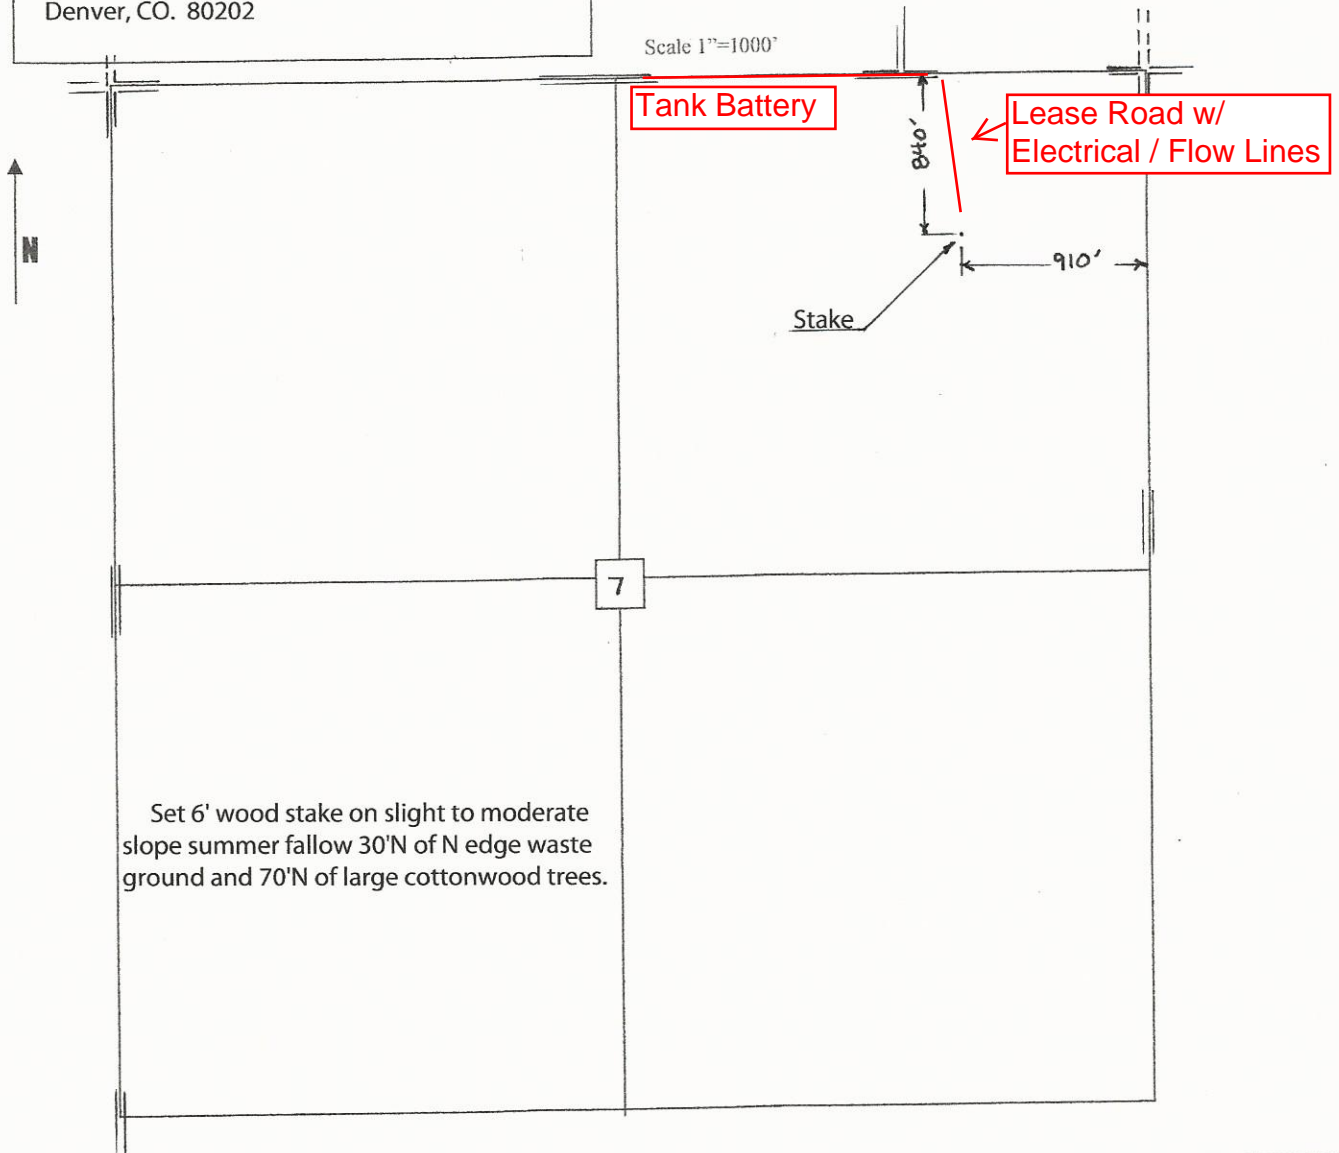 Denver, CO. 80202
Scale 1"=1000'
Tank Battery
Lease Road w/
Electrical / Flow Lines
840'
N
910'
Stake
7
Set 6' wood stake on slight to moderate
slope summer fallow 30'N of N edge waste
ground and 70'N of large cottonwood trees.